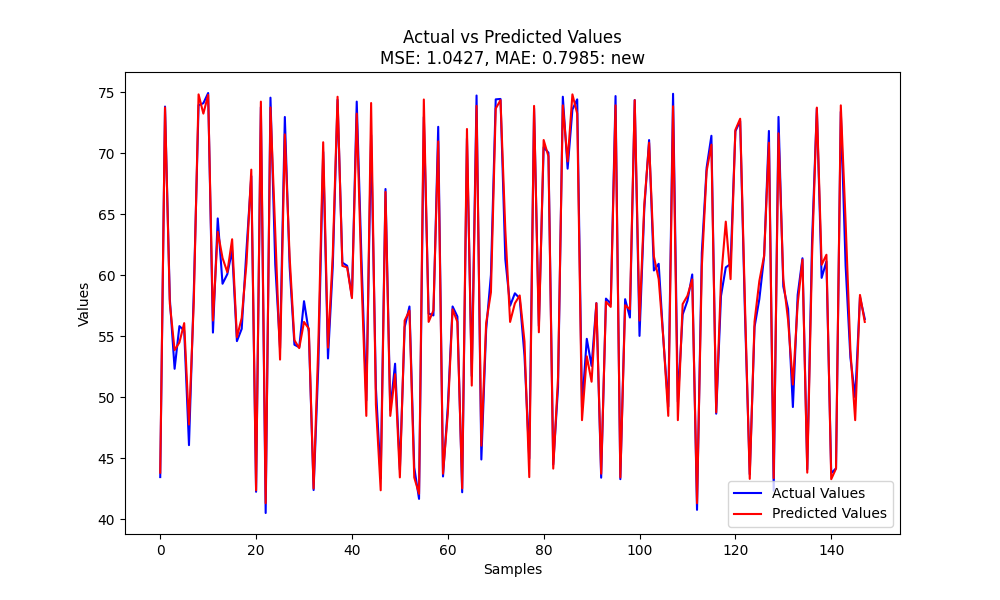 Actual vs Predicted Values
MSE: 1.0427, MAE: 0.7985: new
Values
75
70
65
60
55
50
45
40
0 20 40 60 80 100 120 140
Samples
Actual Values
Predicted Values